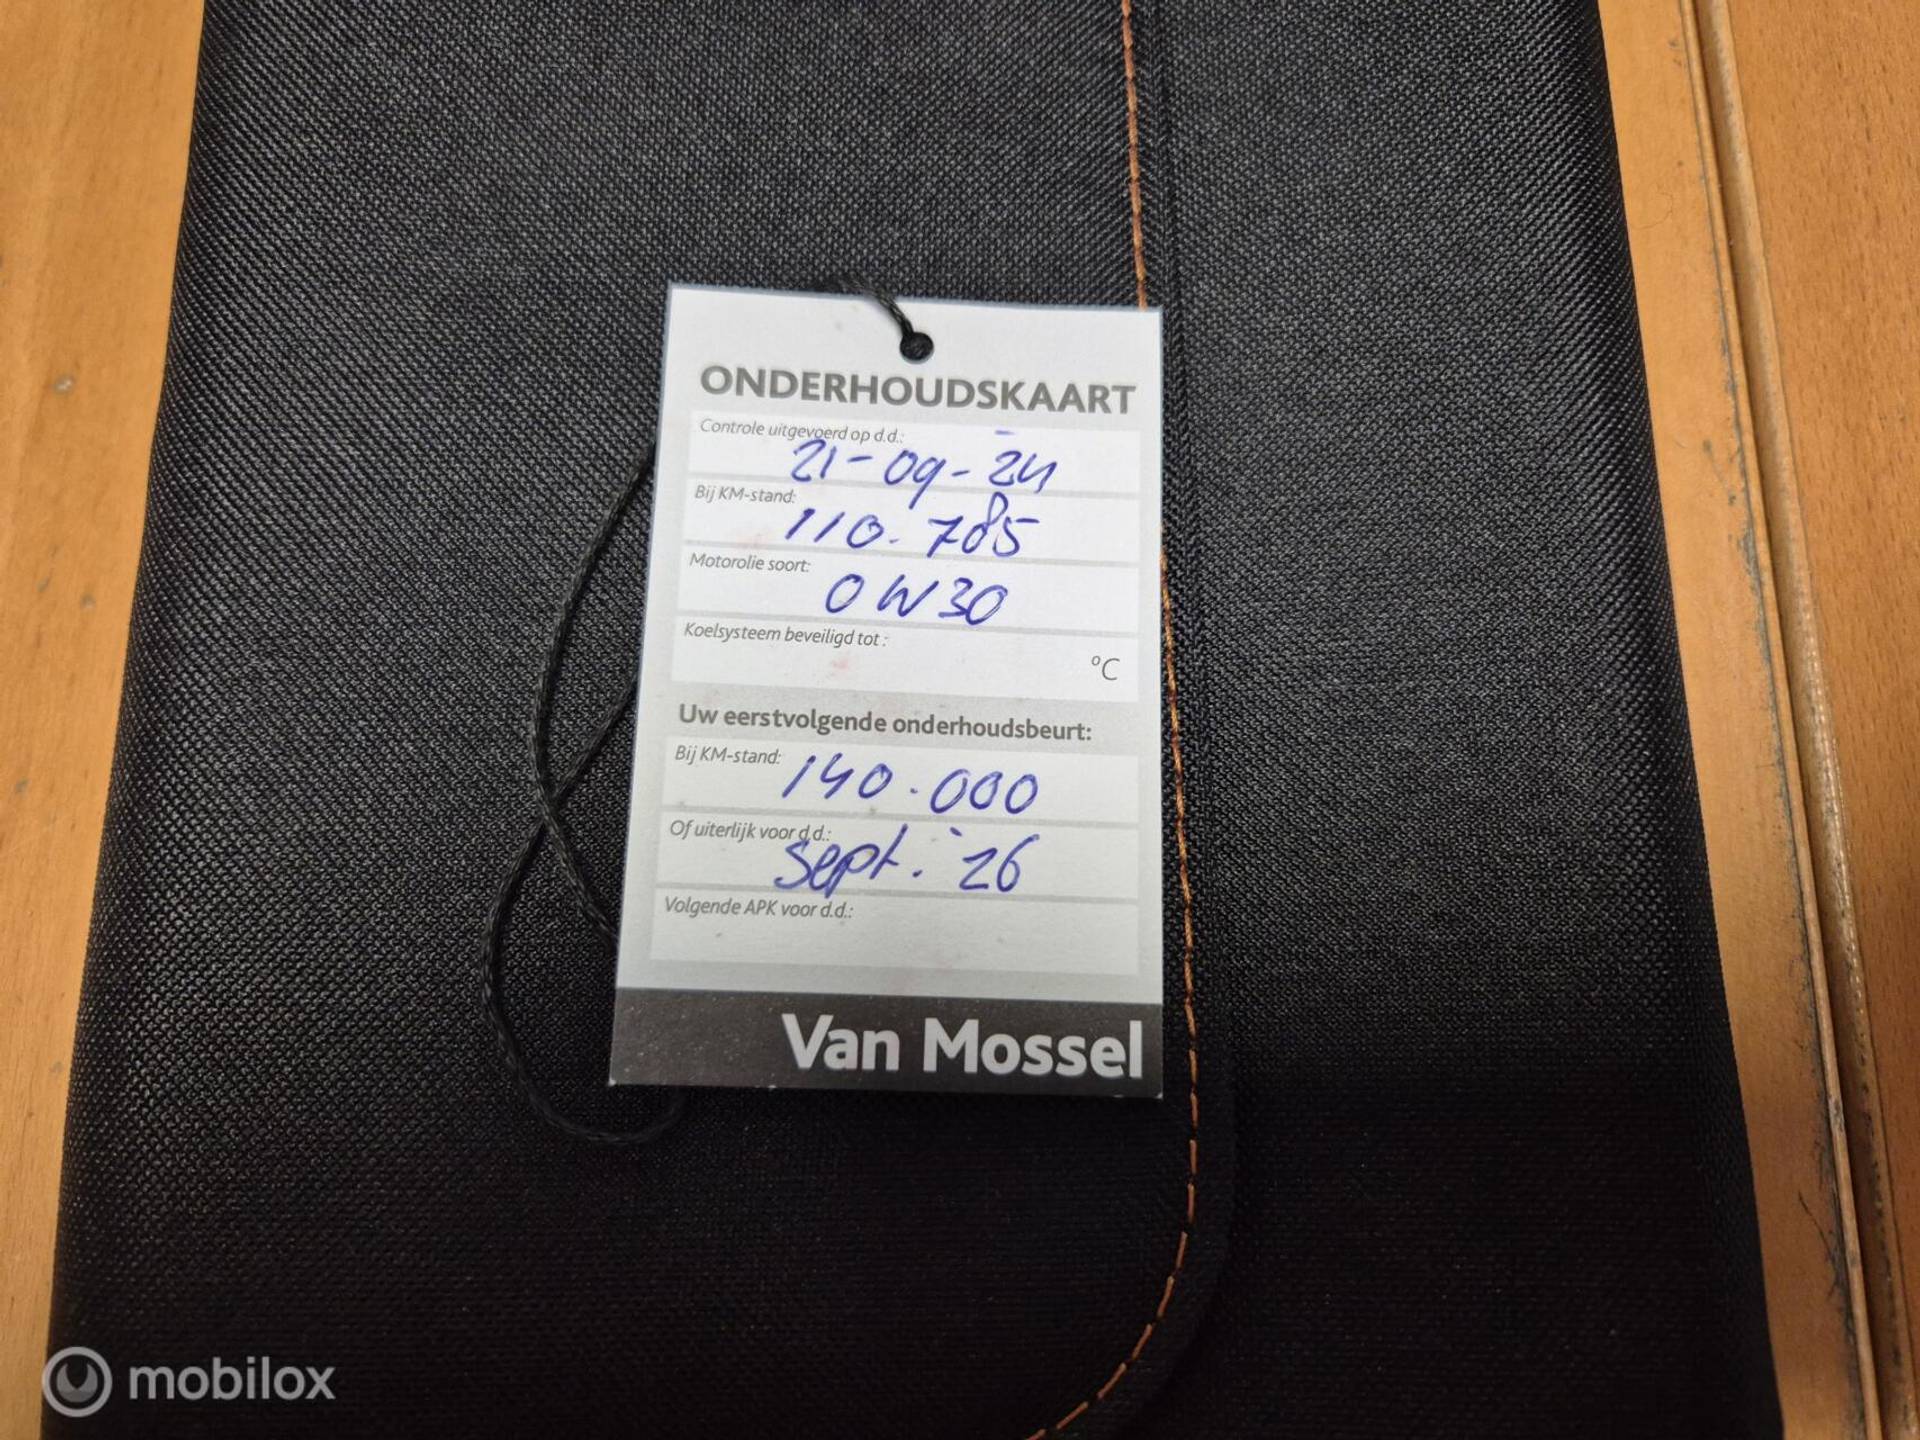 ONDERHOUDSKAART
Controle uitgevoerd op d.d.:
21-09-24
Bij KM-stand:
110.785
Motorolie soort:
0W30
Koelsysteem beveiligd tot :
°C
Uw eerstvolgende onderhoudsbeurt:
Bij KM-stand:
140.000
Of uiterlijk voor d.d.:
sept. '26
Volgende APK voor d.d.:
Van Mossel
mobilox